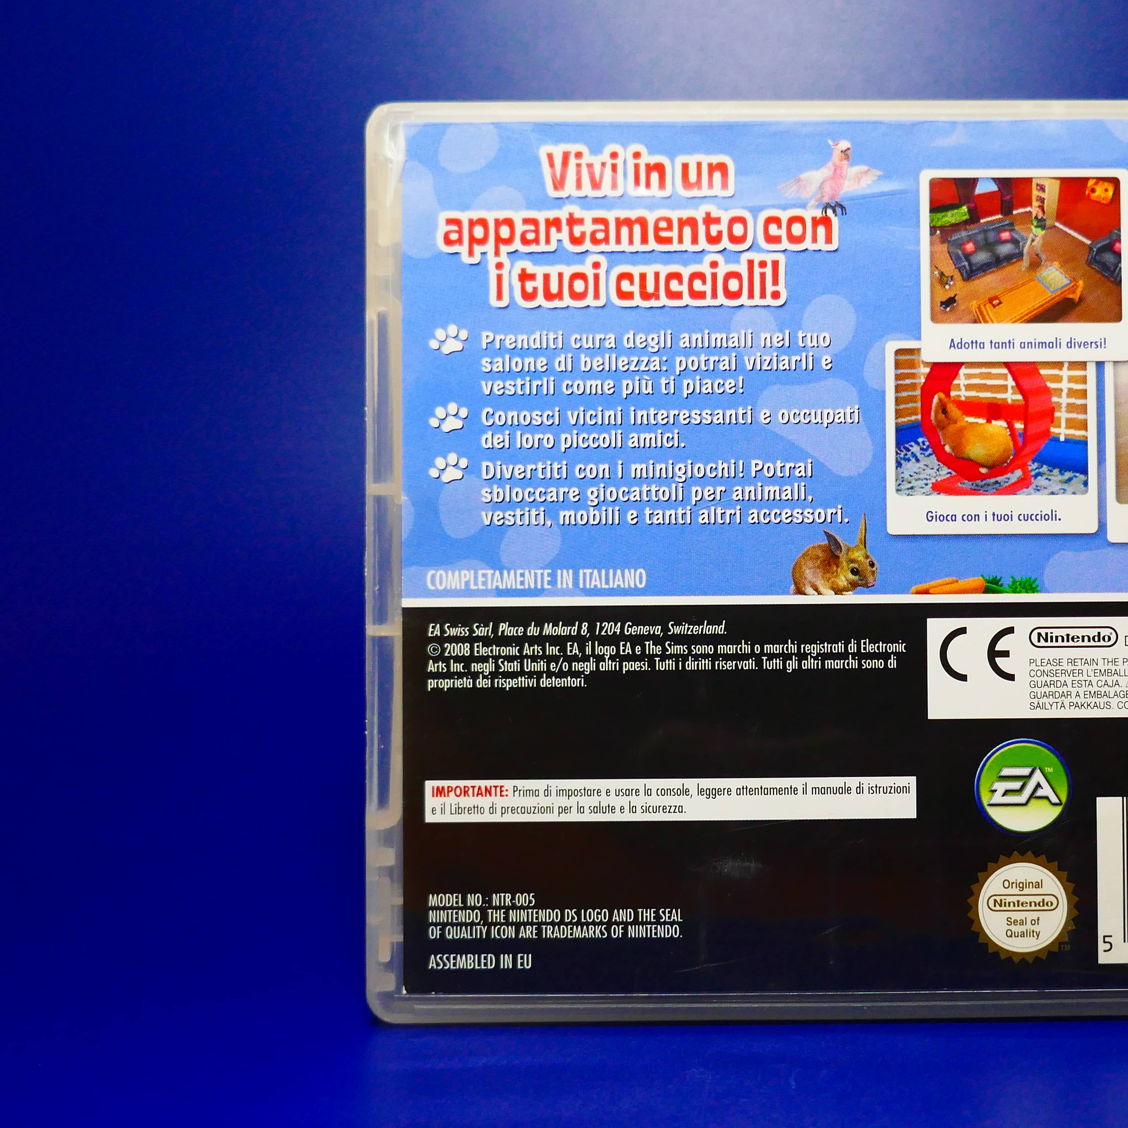 Vivi in un
appartamento con
i tuoi cuccioli!
Prenditi cura degli animali nel tuo
salone di bellezza: potrai viziarli e
vestirli come più ti piace!
Conosci vicini interessanti e occupati
dei loro piccoli amici.
Divertiti con i minigiochi! Potrai
sbloccare giocattoli per animali,
vestiti, mobili e tanti altri accessori.
Adotta tanti animali diversi!
Gioca con i tuoi cuccioli.
COMPLETAMENTE IN ITALIANO
EA Swiss Sàrl, Place du Molard 8, 1204 Geneva, Switzerland.
© 2008 Electronic Arts Inc. EA, il logo EA e The Sims sono marchi o marchi registrati di Electronic
Arts Inc. negli Stati Uniti e/o negli altri paesi. Tutti i diritti riservati. Tutti gli altri marchi sono di
proprietà dei rispettivi detentori.
CE
Nintendo
PLEASE RETAIN THE
CONSERVER L'EMBALL
GUARDA ESTA CAJA.
GUARDAR A EMBALAGE
SÄILYTÄ PAKKAUS. CO
IMPORTANTE: Prima di impostare e usare la console, leggere attentamente il manuale di istruzioni
e il Libretto di precauzioni per la salute e la sicurezza.
EA™
MODEL NO.: NTR-005
NINTENDO, THE NINTENDO DS LOGO AND THE SEAL
OF QUALITY ICON ARE TRADEMARKS OF NINTENDO.
ASSEMBLED IN EU
Original
Nintendo
Seal of
Quality
TM
5